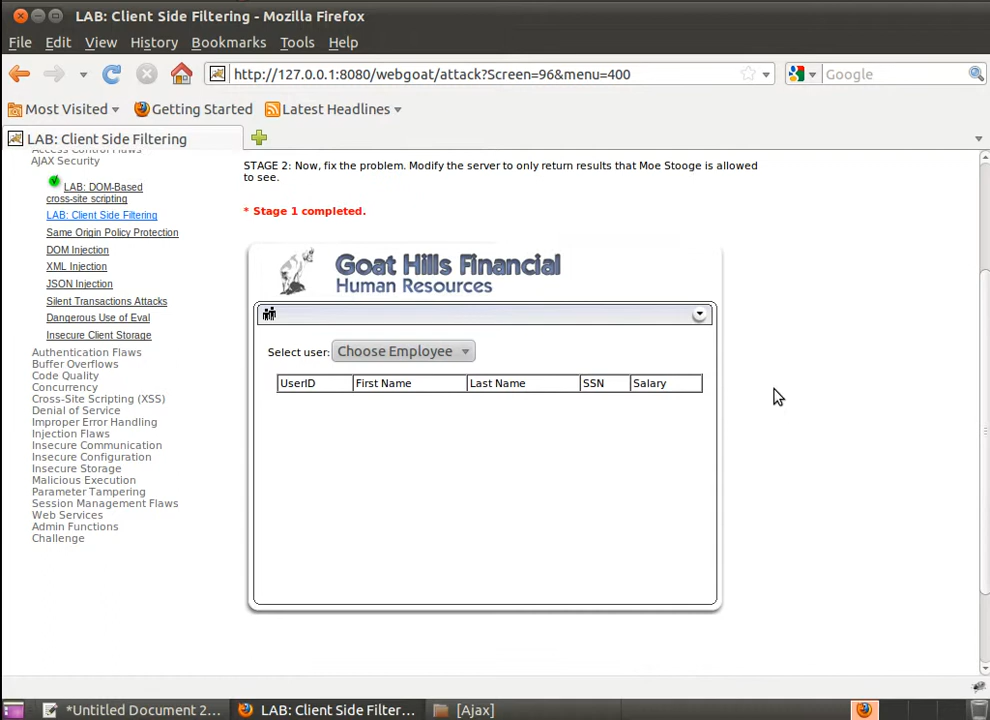 LAB: Client Side Filtering - Mozilla Firefox
File Edit View History Bookmarks Tools Help
http://127.0.0.1:8080/webgoat/attack?Screen=96&menu=400
Google
Most Visited Getting Started Latest Headlines
LAB: Client Side Filtering
Access Control Flaws
AJAX Security
LAB: DOM-Based
cross-site scripting
LAB: Client Side Filtering
Same Origin Policy Protection
DOM Injection
XML Injection
JSON Injection
Silent Transactions Attacks
Dangerous Use of Eval
Insecure Client Storage
Authentication Flaws
Buffer Overflows
Code Quality
Concurrency
Cross-Site Scripting (XSS)
Denial of Service
Improper Error Handling
Injection Flaws
Insecure Communication
Insecure Configuration
Insecure Storage
Malicious Execution
Parameter Tampering
Session Management Flaws
Web Services
Admin Functions
Challenge
STAGE 2: Now, fix the problem. Modify the server to only return results that Moe Stooge is allowed
to see.
* Stage 1 completed.
Goat Hills Financial
Human Resources
Select user: Choose Employee
UserID First Name Last Name SSN Salary
*Untitled Document 2... LAB: Client Side Filter... [Ajax]